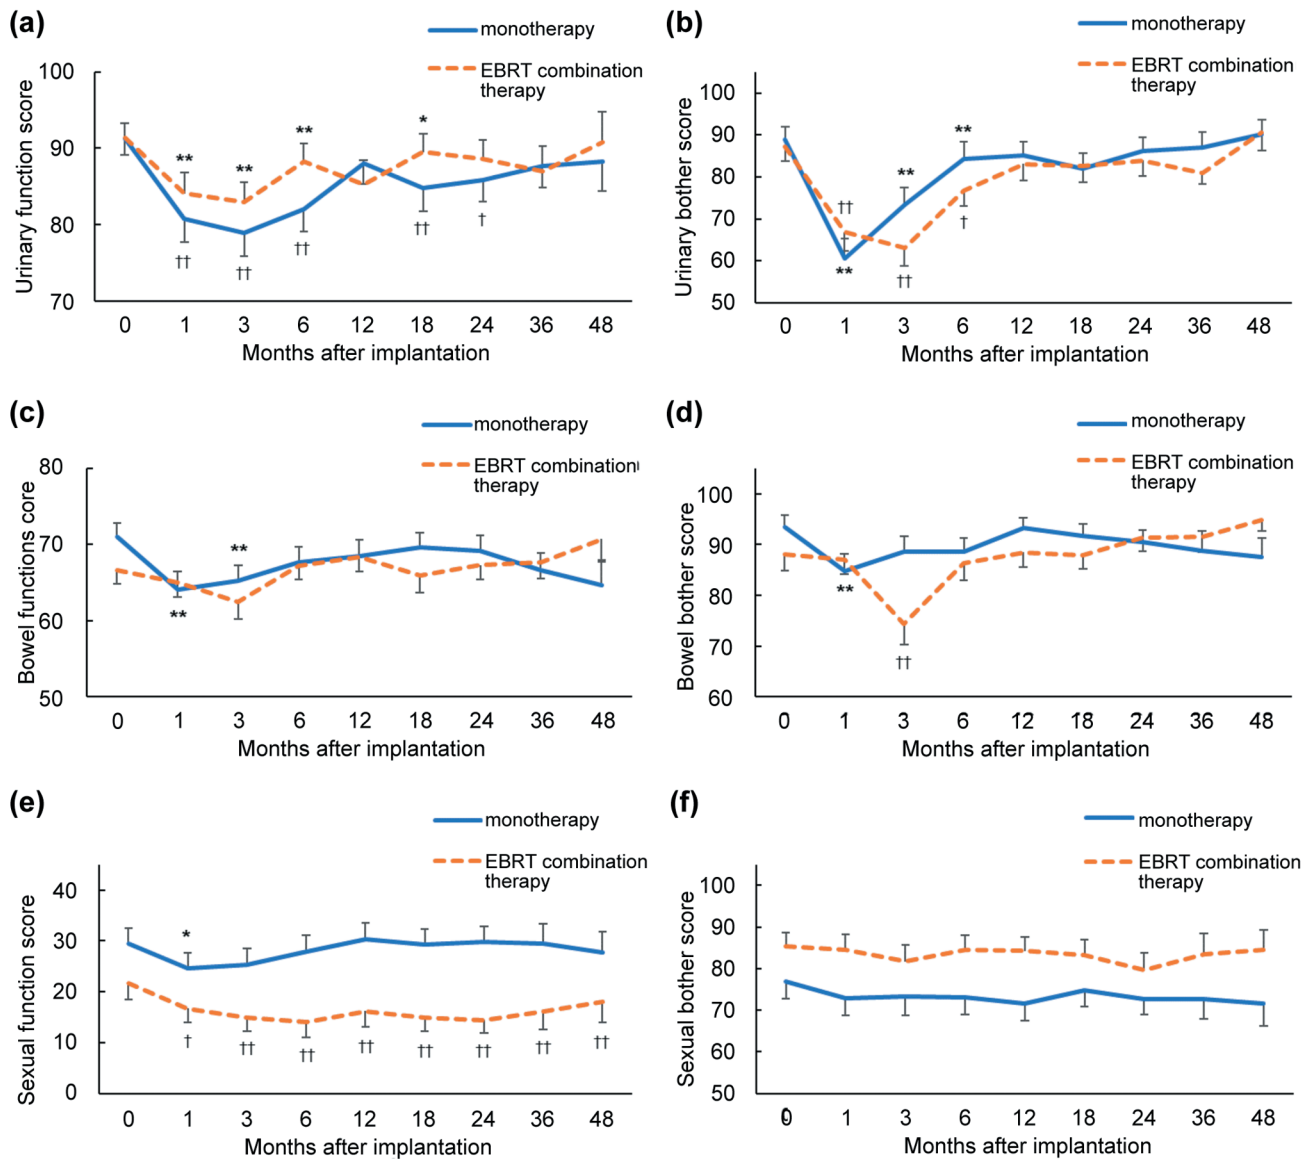 (a)
monotherapy
EBRT combination
therapy
Urinary function score
100
90
80
70
**
**
**
*
††
††
††
††
†
0 1 3 6 12 18 24 36 48
Months after implantation
(b)
monotherapy
EBRT combination
therapy
Urinary bother score
100
90
80
70
60
50
**
**
††
†
**
††
†
0 1 3 6 12 18 24 36 48
Months after implantation
(c)
monotherapy
EBRT combination
therapy
Bowel functions core
80
70
60
50
**
**
0 1 3 6 12 18 24 36 48
Months after implantation
(d)
monotherapy
EBRT combination
therapy
Bowel bother score
100
90
80
70
60
**
††
0 1 3 6 12 18 24 36 48
Months after implantation
(e)
monotherapy
EBRT combination
therapy
Sexual function score
40
30
20
10
0
*
† †† †† †† †† †† †† ††
0 1 3 6 12 18 24 36 48
Months after implantation
(f)
monotherapy
EBRT combination
therapy
Sexual bother score
100
90
80
70
60
50
0 1 3 6 12 18 24 36 48
Months after implantation